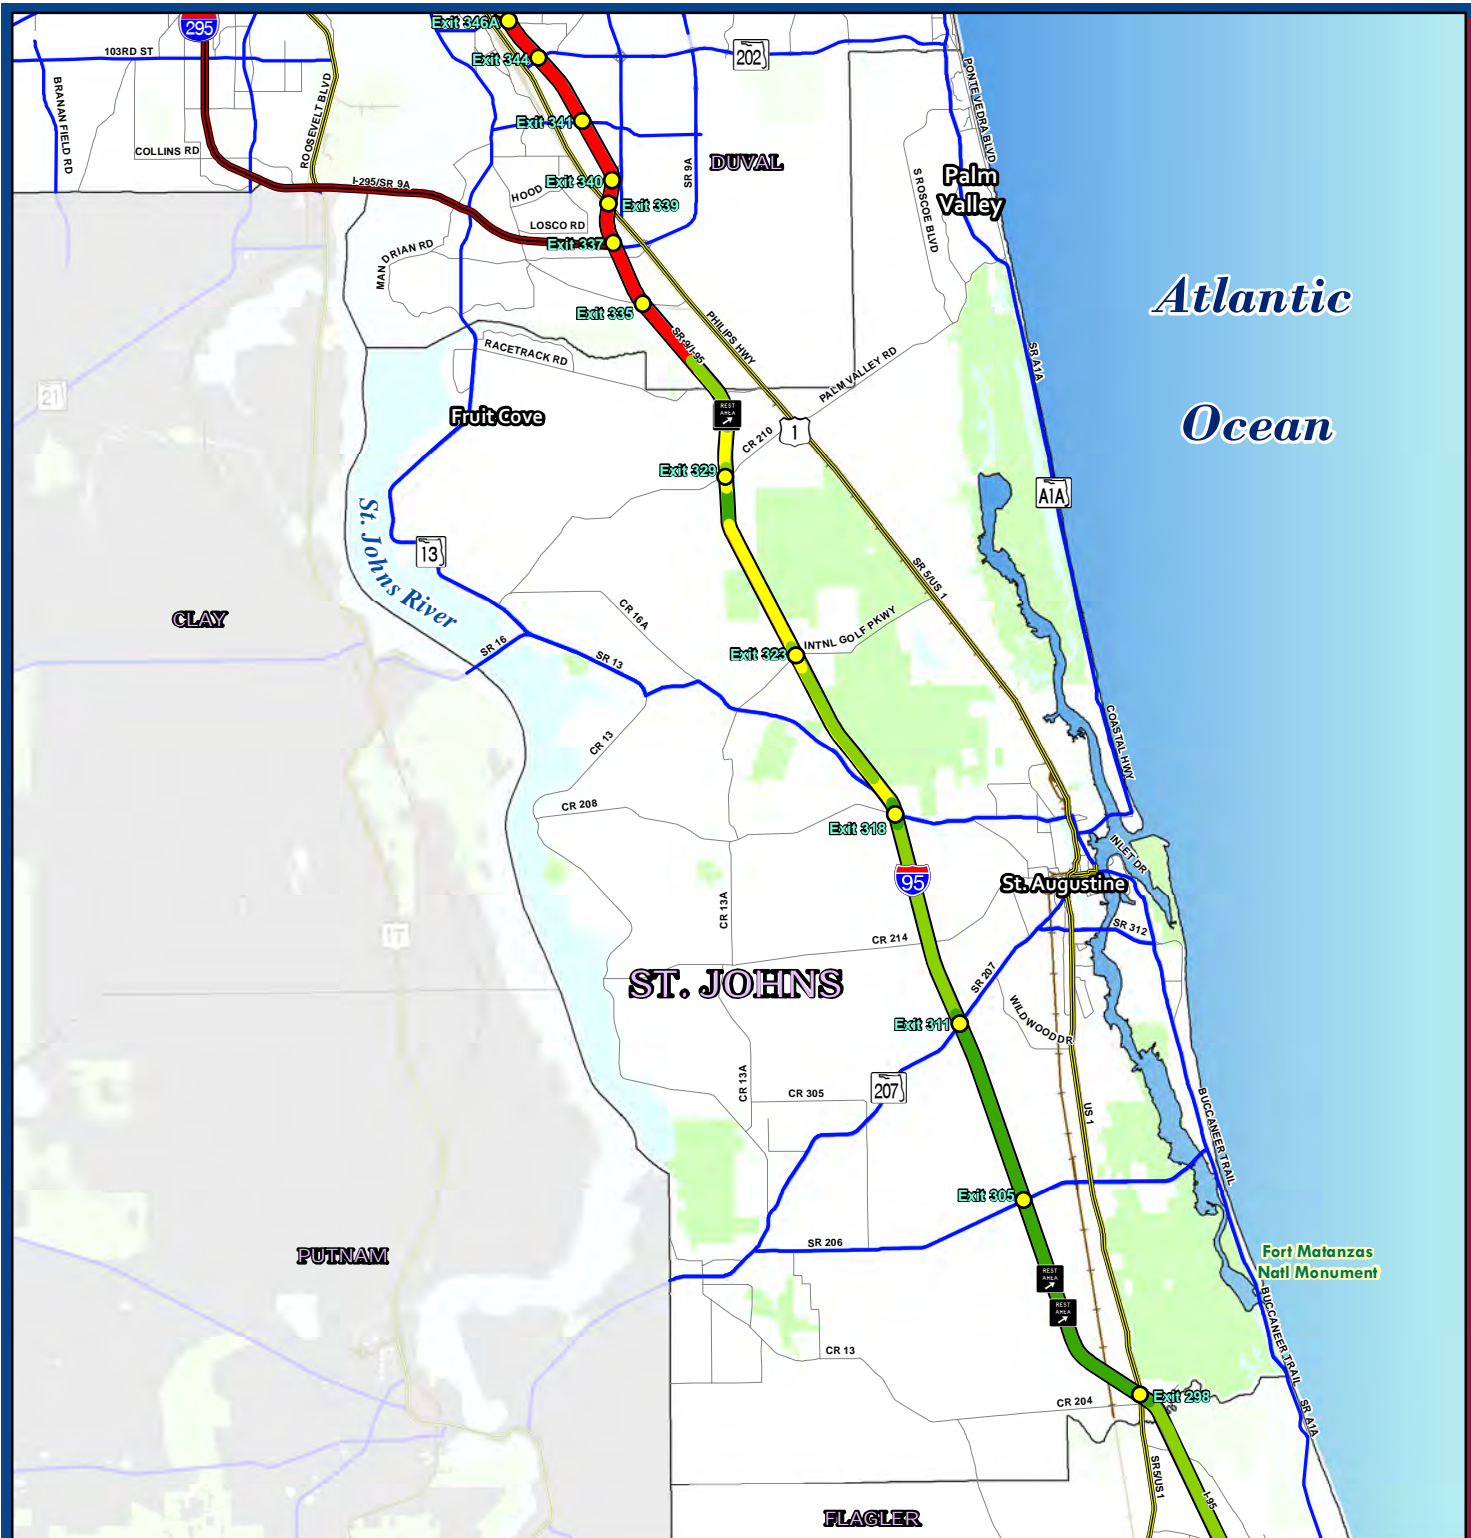 295
Exit 346A
103RD ST
Exit 344
202
BRANAN FIELD RD
ROOSEVELT BLVD
PONTE VEDRA BLVD
COLLINS RD
Exit 341
DUVAL
SR 9A
I-295/SR 9A
HOOD
Exit 340
Exit 339
Palm
Valley
S ROSCOE BLVD
LOSCO RD
Exit 337
MAN
DRIAN RD
Exit 335
Atlantic
Ocean
PHILIPS HWY
SR-9/I-95
RACETRACK RD
SR A1A
PALM VALLEY RD
21
Fruit Cove
REST
AREA
1
CR 210
Exit 329
A1A
St. Johns River
13
SR 5/US 1
CLAY
CR 16A
INTNL GOLF PKWY
SR 16
SR 13
Exit 323
CR 13
COASTAL HWY
CR 208
Exit 318
INLET DR
95
St. Augustine
CR 13A
17
CR 214
SR 312
SR 207
ST. JOHNS
WILDWOOD DR
Exit 311
CR 13A
207
CR 305
US 1
BUCCANEER TRAIL
Exit 305
SR 206
PUTNAM
Fort Matanzas
Natl Monument
REST
AREA
REST
AREA
BUCCANEER TRAIL
CR 13
CR 204
Exit 298
SR A1A
SR5/US1
I-95
FLAGLER